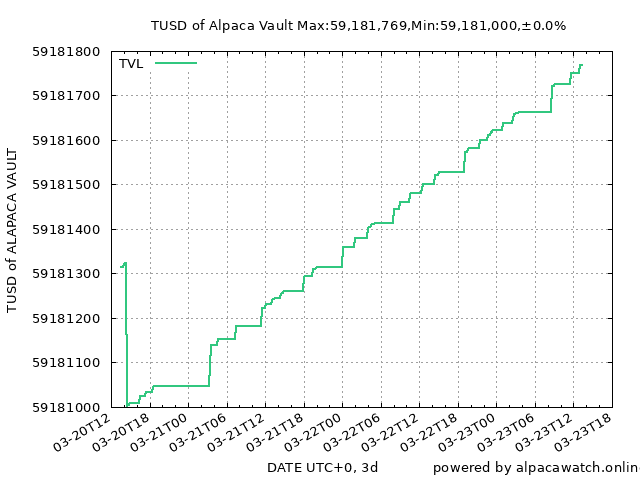 TUSD of Alpaca Vault Max:59,181,769,Min:59,181,000,±0.0%
TVL
TUSD of ALAPACA VAULT
59181800
59181700
59181600
59181500
59181400
59181300
59181200
59181100
59181000
03-20T12
03-20T18
03-21T00
03-21T06
03-21T12
03-21T18
03-22T00
03-22T06
03-22T12
03-22T18
03-23T00
03-23T06
03-23T12
03-23T18
DATE UTC+0, 3d
powered by alpacawatch.onlin